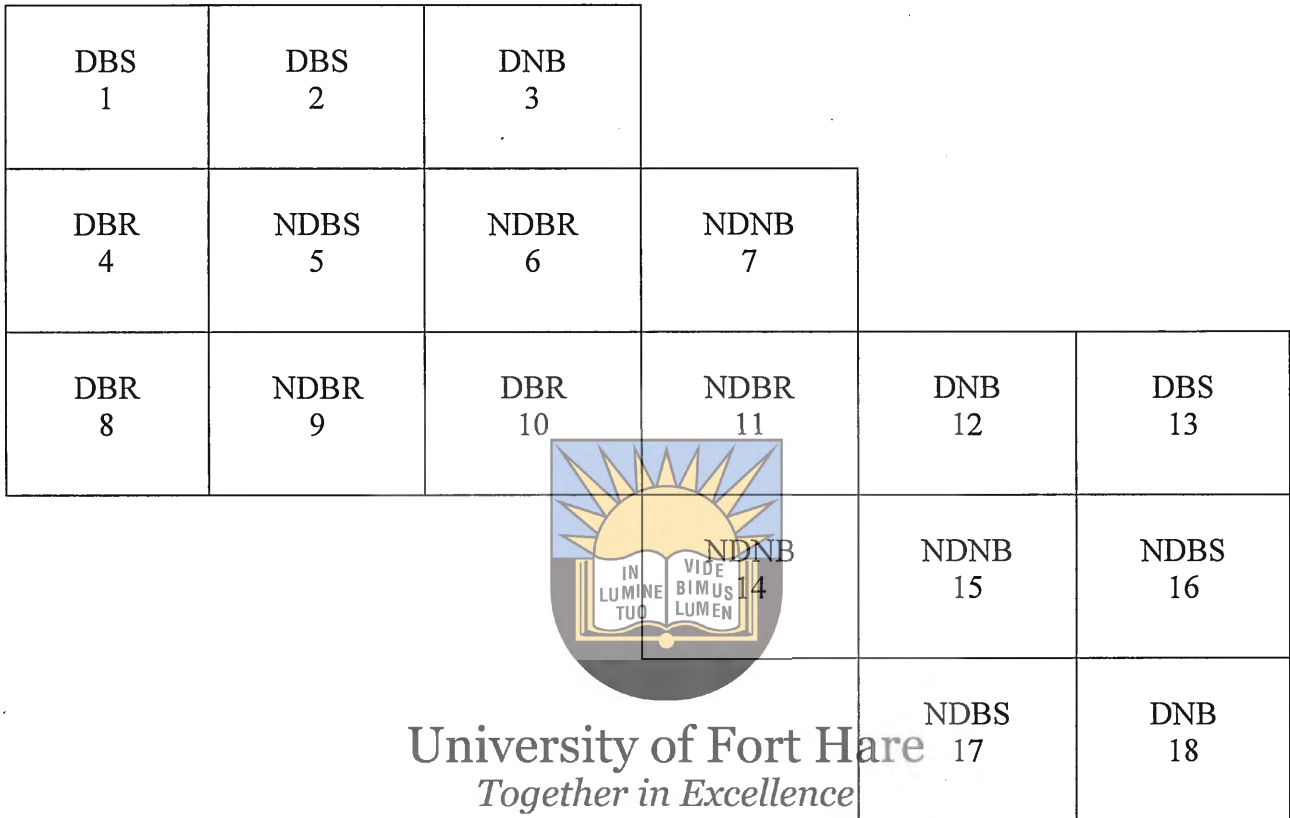 DBS DBS DNB
1 2 3
DBR NDBS NDBR NDNB
4 5 6 7
DBR NDBR DBR NDBR DNB DBS
8 9 10 11 12 13
NDNB NDNB NDBS
14 15 16
IN VIDE
LUMINE BIMUS
TUO LUMEN
NDBS DNB
17 18
University of Fort Hare
Together in Excellence